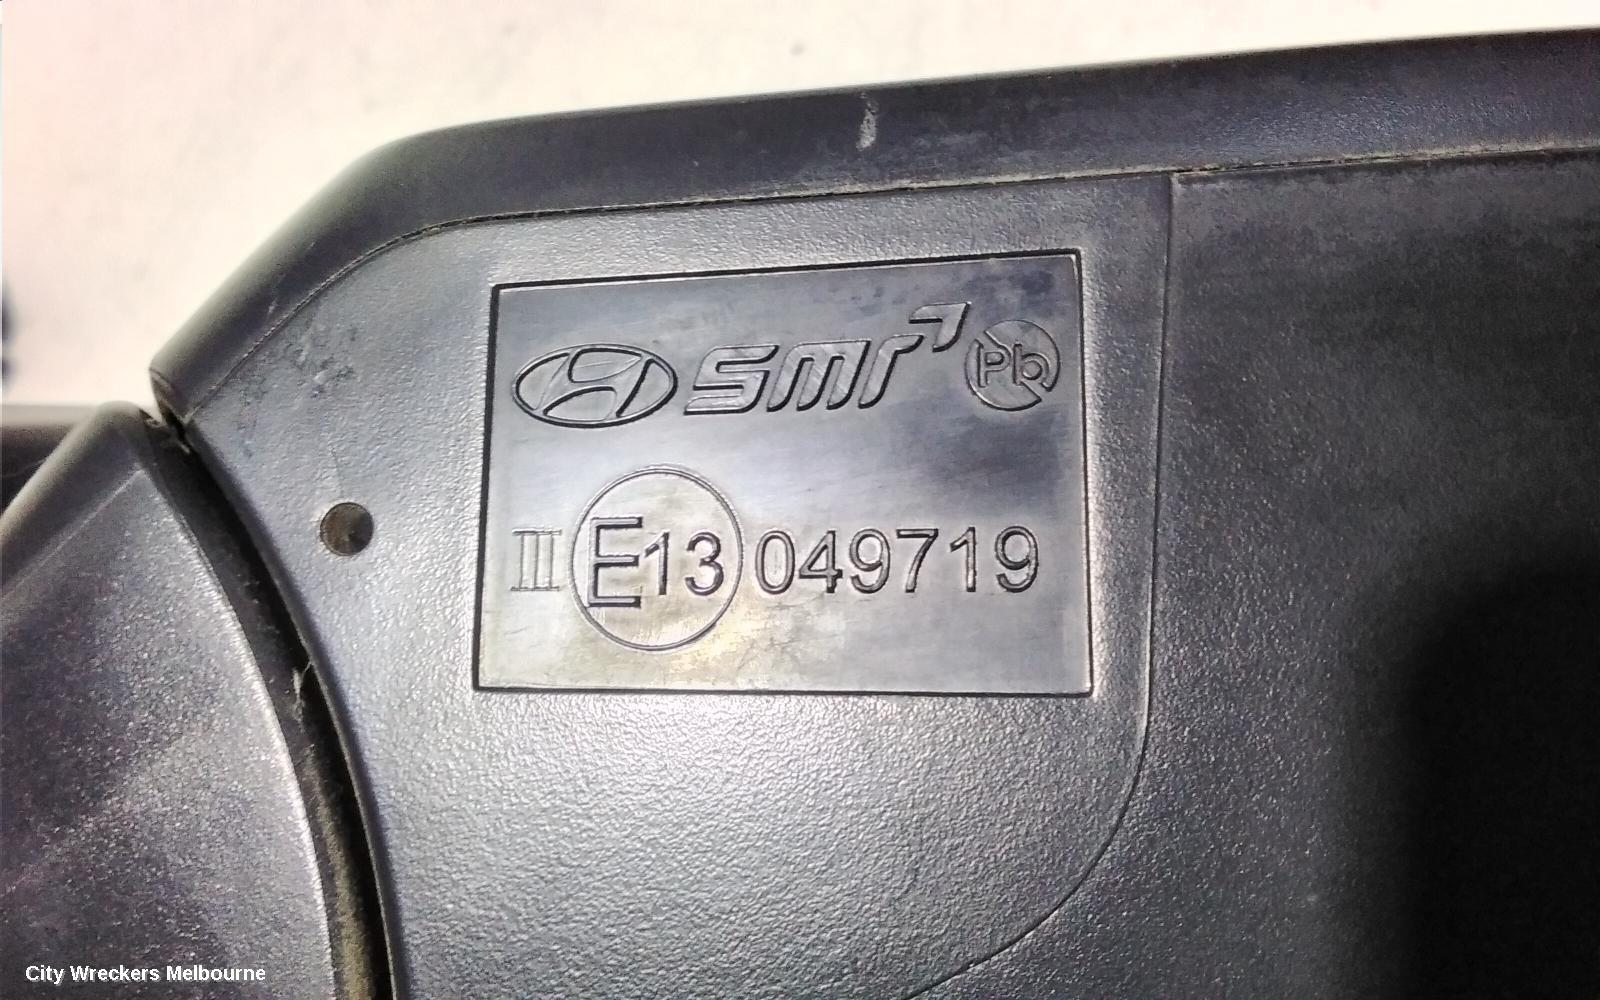 smr Pb
III E13 049719
City Wreckers Melbourne